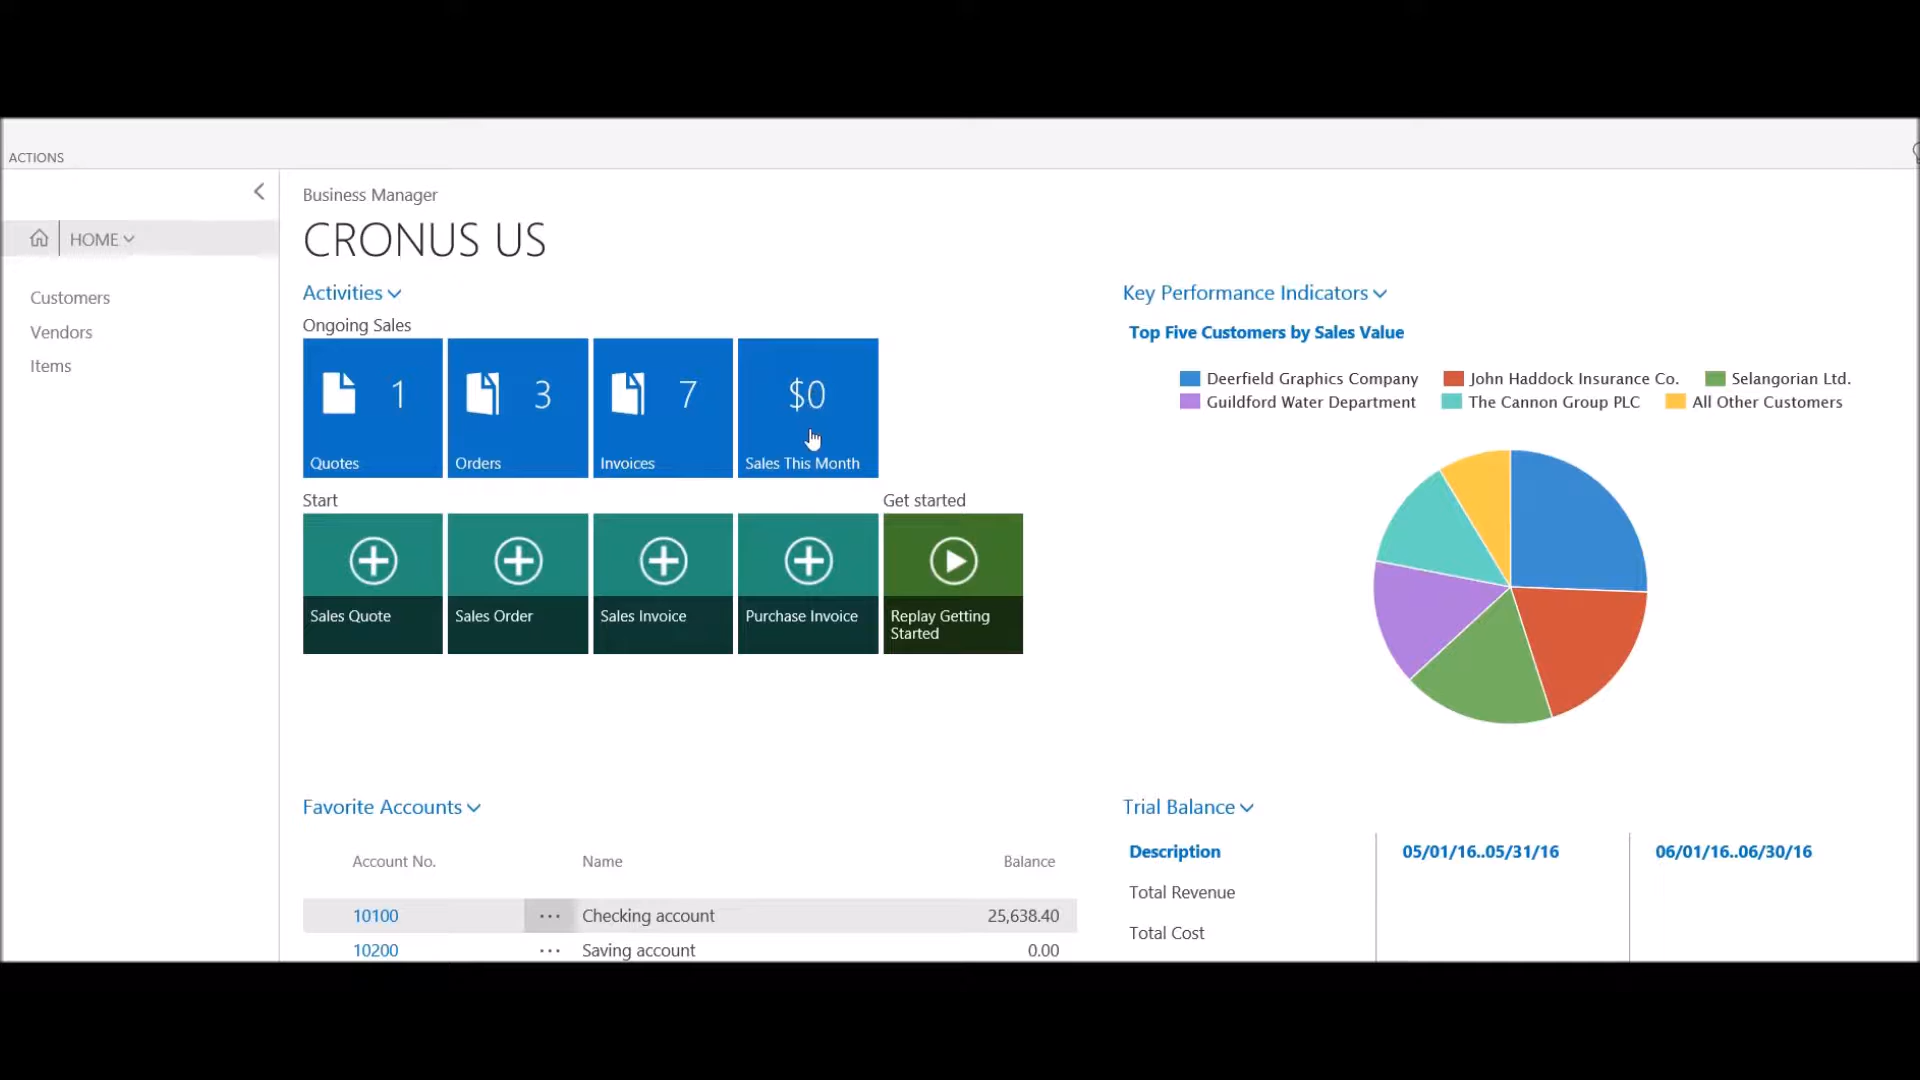 ACTIONS
HOME
Customers
Vendors
Items
Business Manager
CRONUS US
Activities
Ongoing Sales
1
Quotes
3
Orders
7
Invoices
$0
Sales This Month
Start
Sales Quote
Sales Order
Sales Invoice
Purchase Invoice
Get started
Replay Getting
Started
Key Performance Indicators
Top Five Customers by Sales Value
Deerfield Graphics Company John Haddock Insurance Co. Selangorian Ltd.
Guildford Water Department The Cannon Group PLC All Other Customers
Favorite Accounts
Account No. Name Balance
10100 ... Checking account 25,638.40
10200 ... Saving account 0.00
Trial Balance
Description 05/01/16..05/31/16 06/01/16..06/30/16
Total Revenue
Total Cost